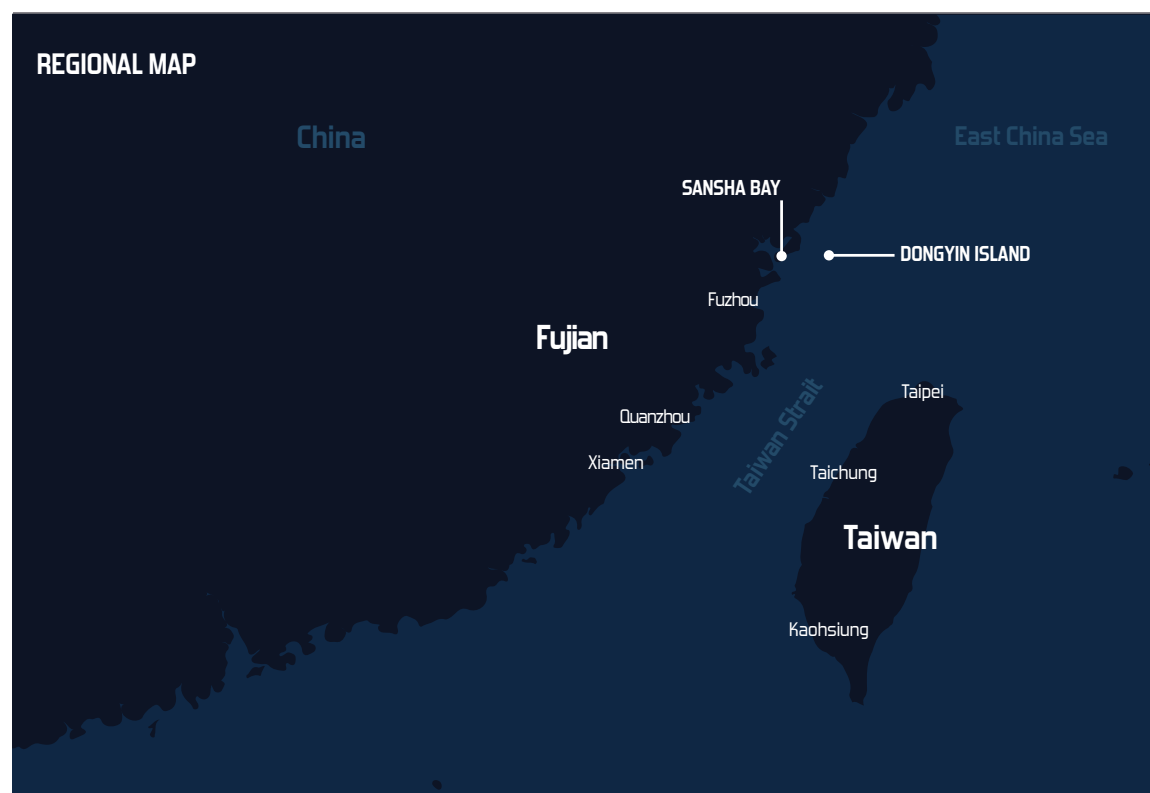 REGIONAL MAP
China
East China Sea
SANSHA BAY
DONGYIN ISLAND
Fuzhou
Fujian
Taipei
Taiwan Strait
Quanzhou
Xiamen
Taichung
Taiwan
Kaohsiung